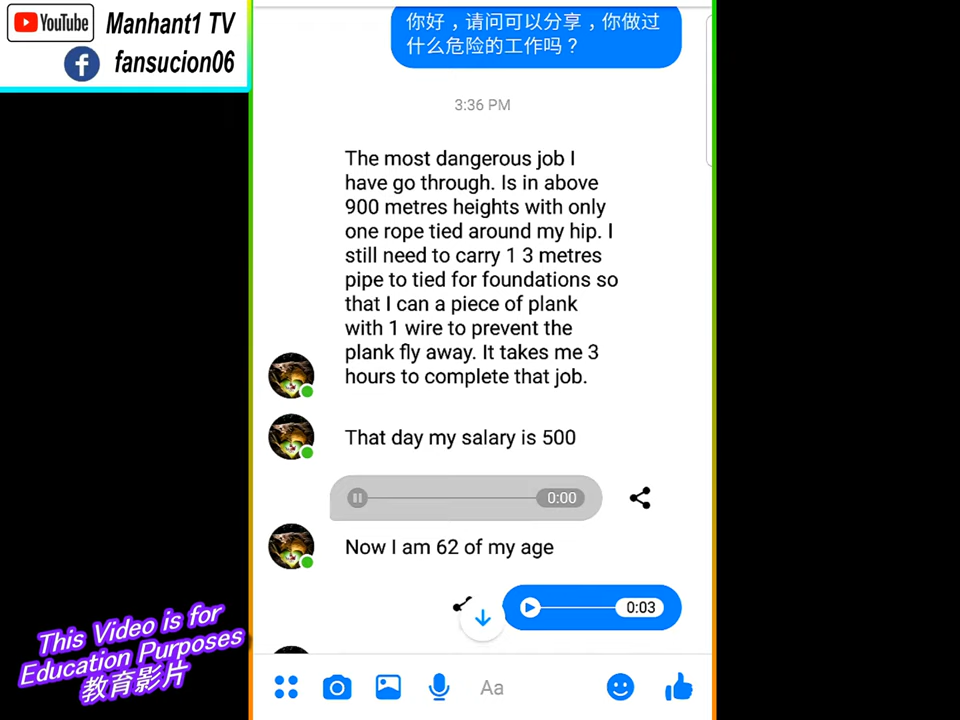 YouTube
Manhant1 TV
fansucion06
你好，请问可以分享，你做过
什么危险的工作吗？
3:36 PM
The most dangerous job I
have go through. Is in above
900 metres heights with only
one rope tied around my hip. I
still need to carry 1 3 metres
pipe to tied for foundations so
that I can a piece of plank
with 1 wire to prevent the
plank fly away. It takes me 3
hours to complete that job.
That day my salary is 500
0:00
Now I am 62 of my age
0:03
Aa
This Video is for
Education Purposes
教育影片